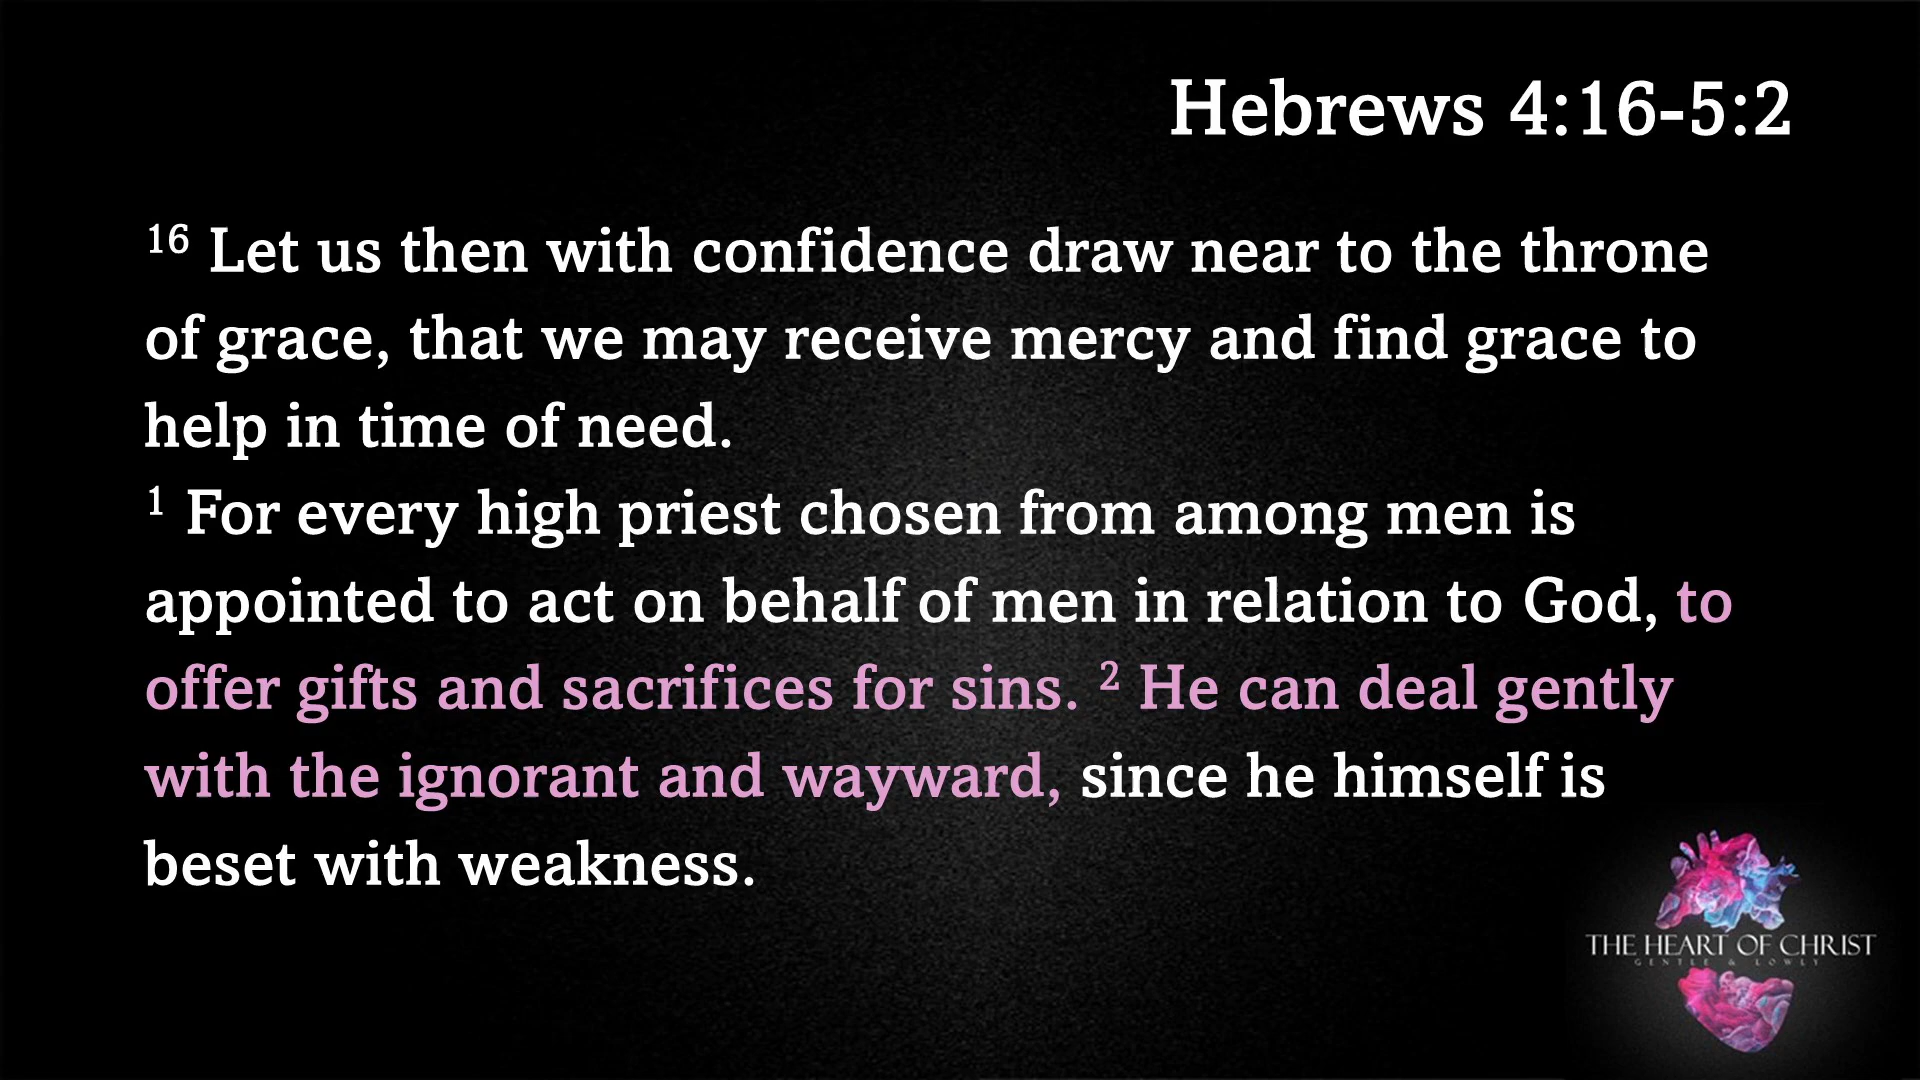 Hebrews 4:16-5:2
16 Let us then with confidence draw near to the throne
of grace, that we may receive mercy and find grace to
help in time of need.
1 For every high priest chosen from among men is
appointed to act on behalf of men in relation to God, to
offer gifts and sacrifices for sins. 2 He can deal gently
with the ignorant and wayward, since he himself is
beset with weakness.
THE HEART OF CHRIST
GENTLE & LOWLY